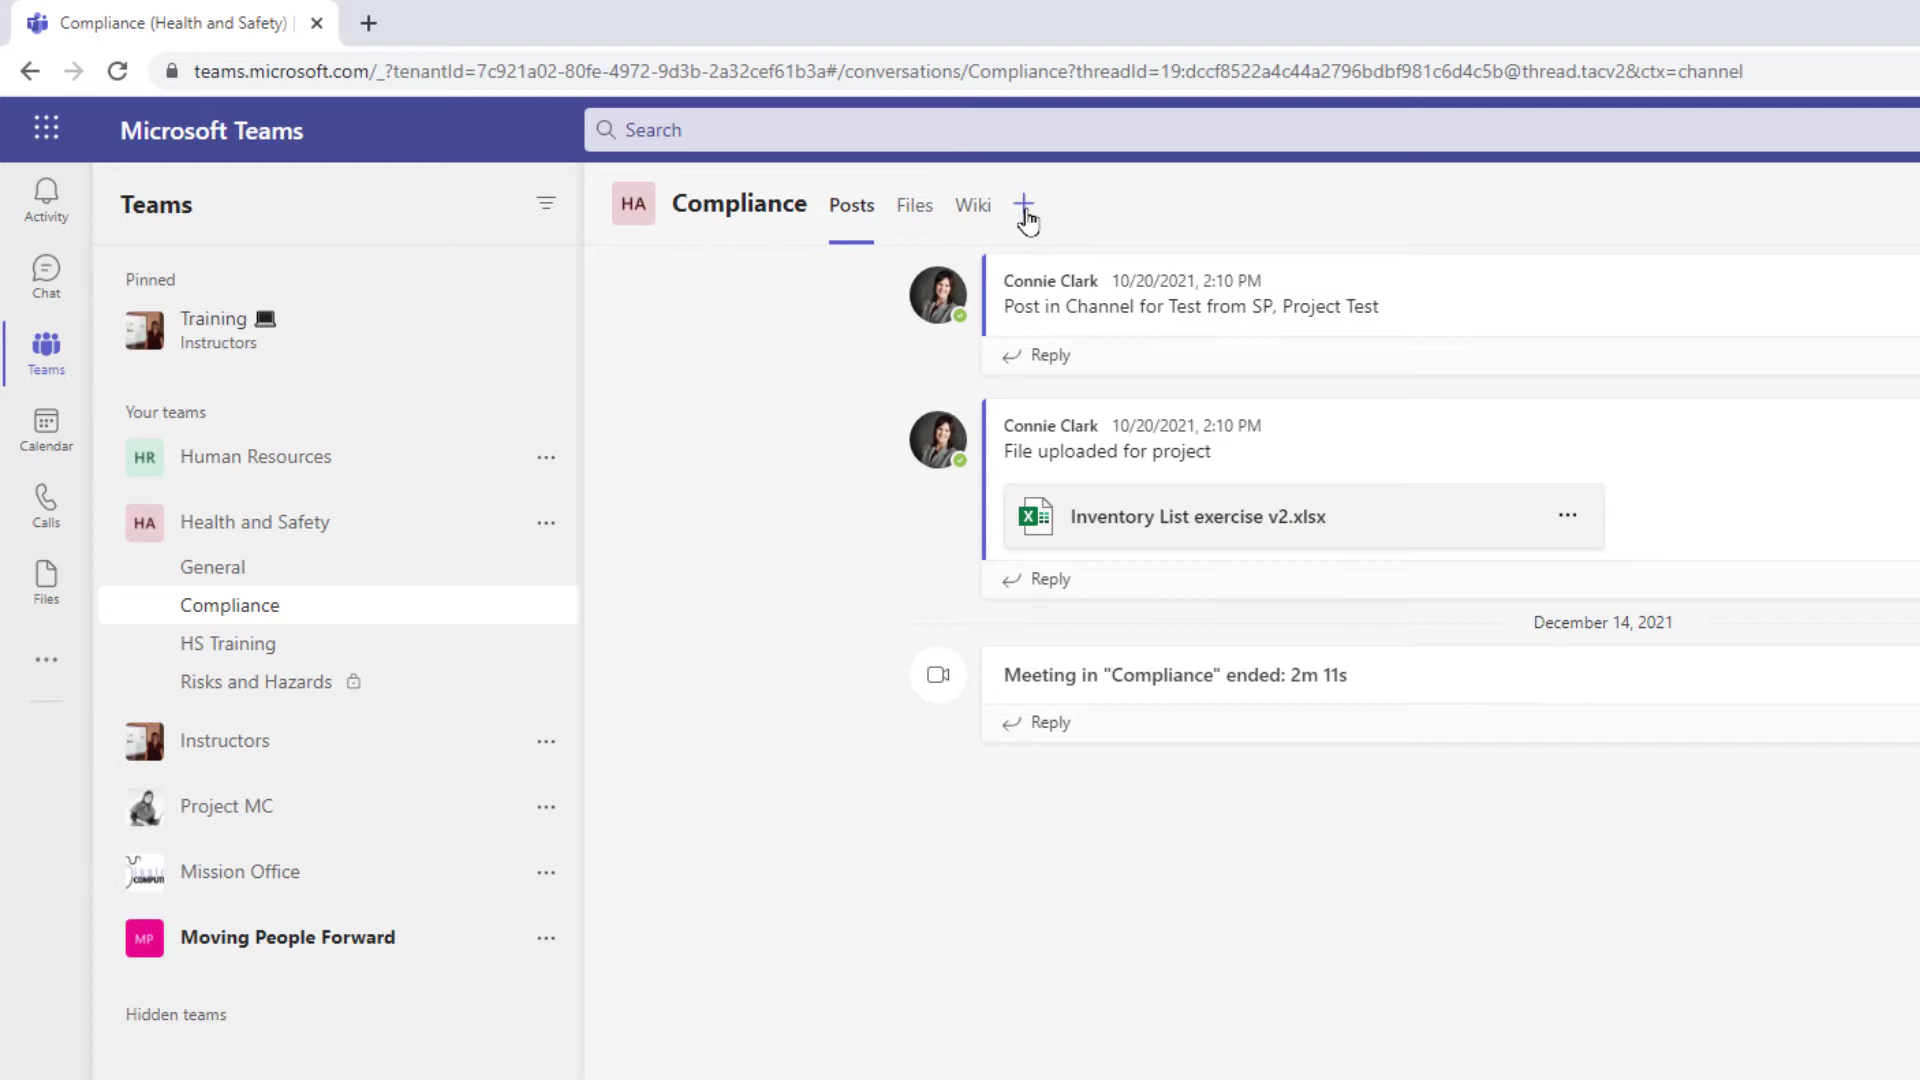 Compliance (Health and Safety) |
teams.microsoft.com/_?tenantId=7c921a02-80fe-4972-9d3b-2a32cef61b3a#/conversations/Compliance?threadId=19:dccf8522a4c44a2796bdbf981c6d4c5b@thread.tacv2&ctx=channel
Microsoft Teams
Search
Activity
Chat
Teams
Calendar
Calls
Files
Teams
Pinned
Training
Instructors
Your teams
HR Human Resources
HA Health and Safety
General
Compliance
HS Training
Risks and Hazards
Instructors
Project MC
Mission Office
MP Moving People Forward
Hidden teams
HA Compliance Posts Files Wiki
Connie Clark 10/20/2021, 2:10 PM
Post in Channel for Test from SP, Project Test
Reply
Connie Clark 10/20/2021, 2:10 PM
File uploaded for project
Inventory List exercise v2.xlsx
Reply
December 14, 2021
Meeting in "Compliance" ended: 2m 11s
Reply